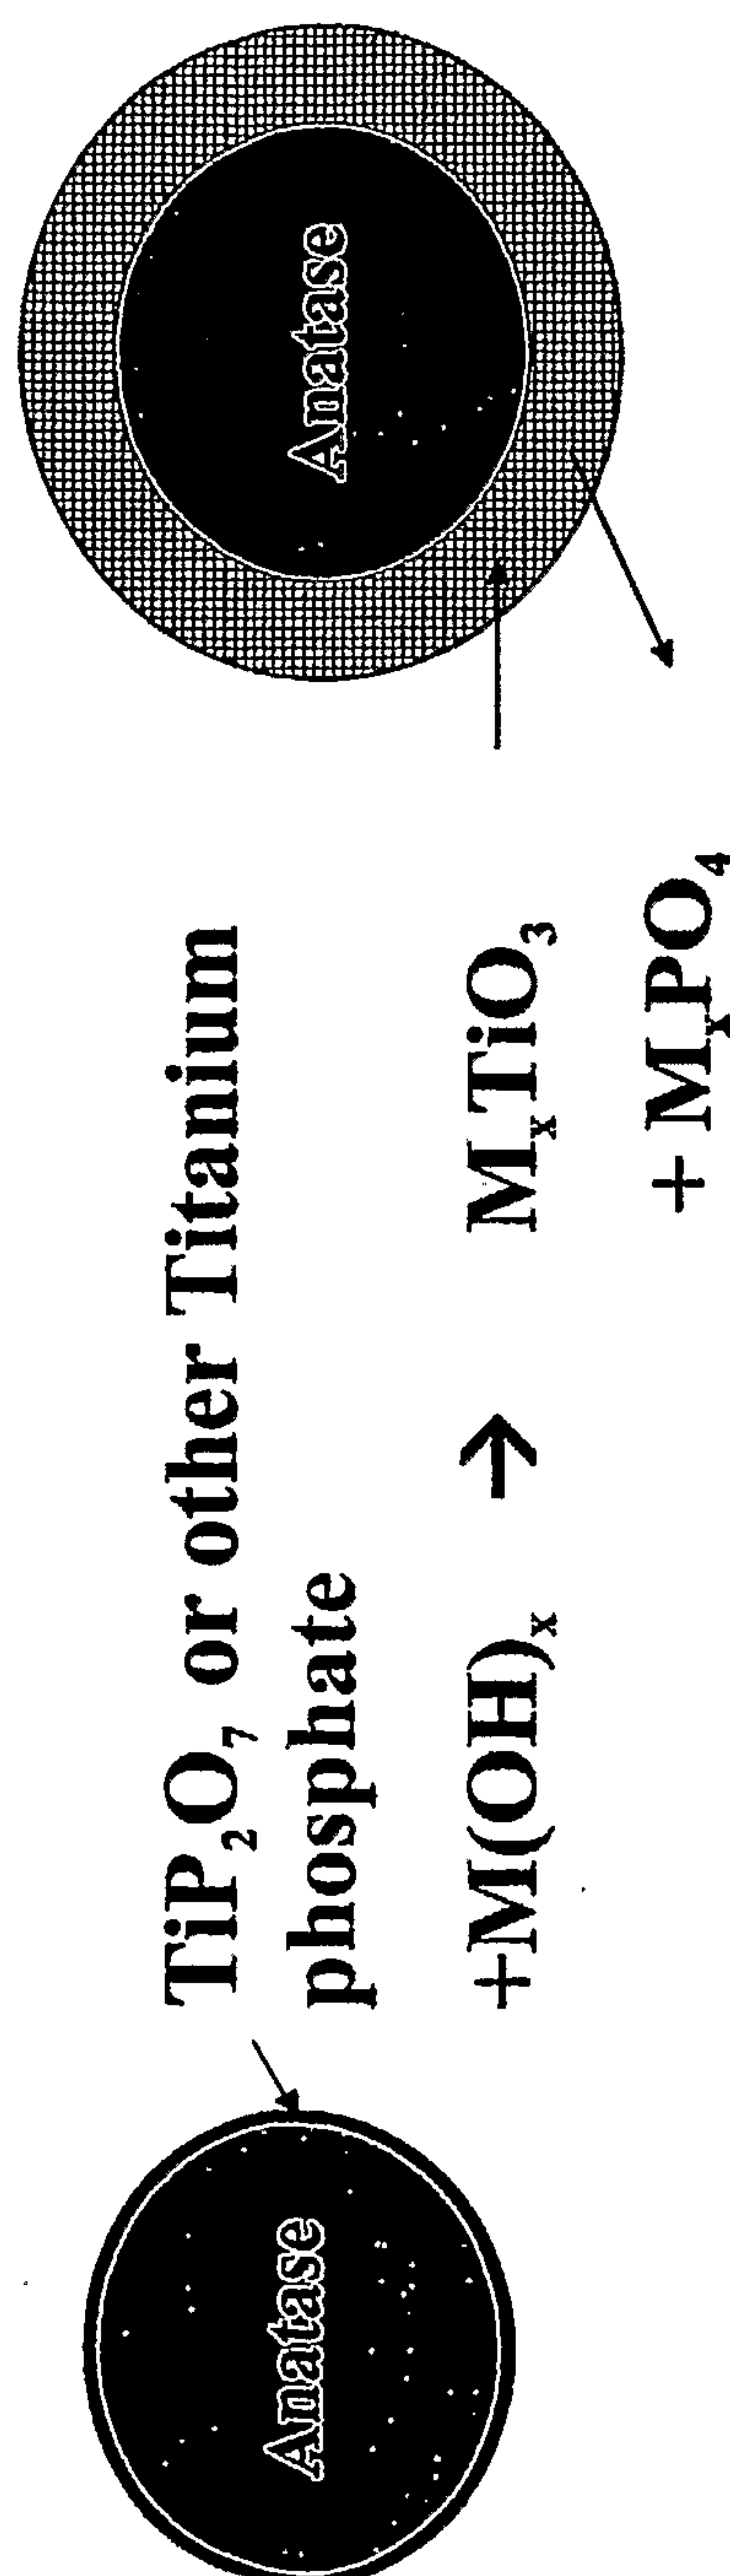 Anatase
TiP₂O₇ or other Titanium
phosphate
+M(OH)ₓ → MₓTiO₃
+ MₓPO₄
Anatase